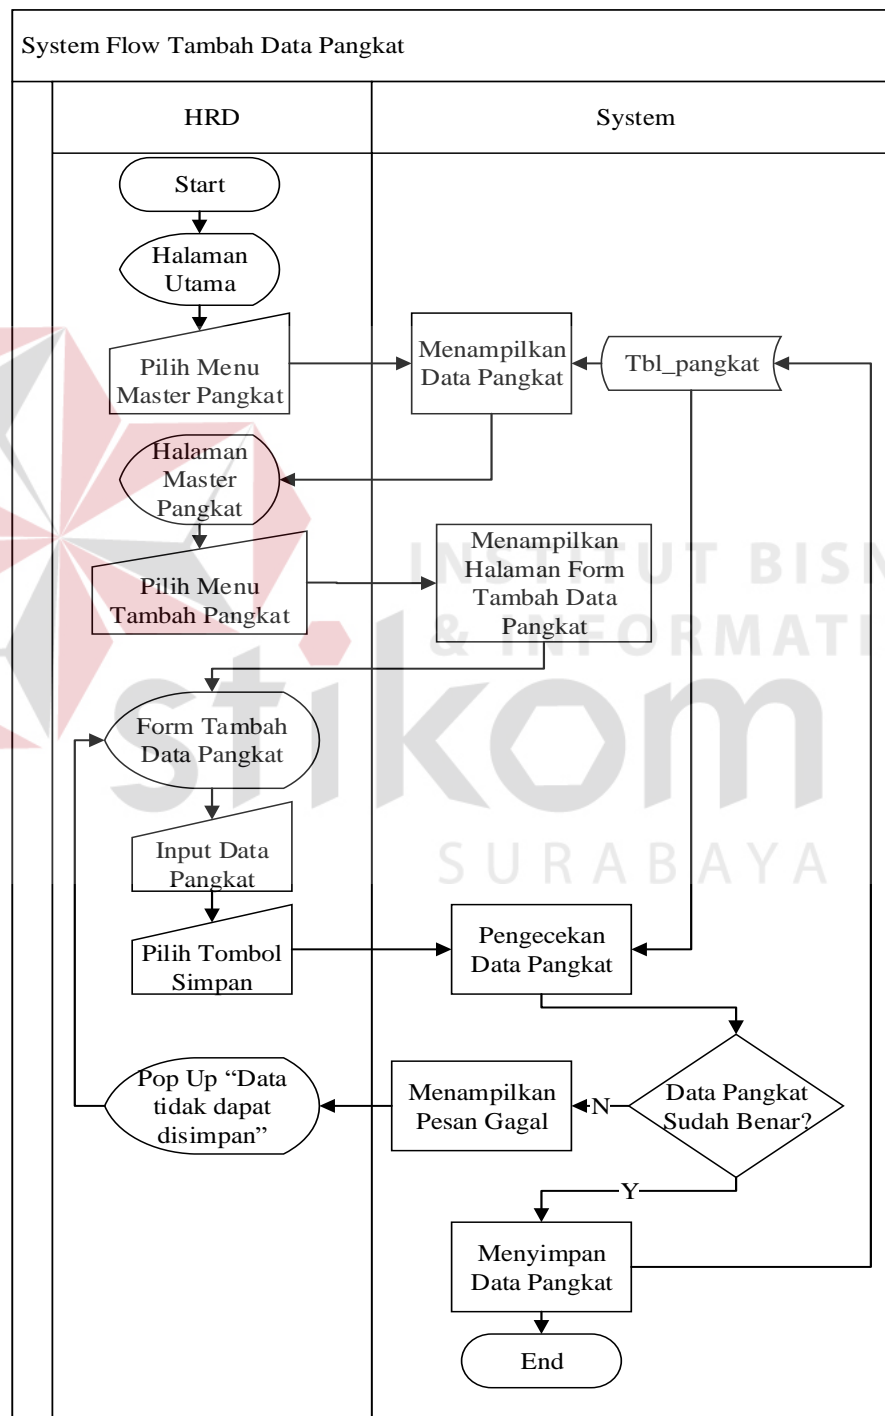 System Flow Tambah Data Pangkat
HRD
System
Start
Halaman
Utama
Pilih Menu
Master Pangkat
Menampilkan
Data Pangkat
Tbl_pangkat
Halaman
Master
Pangkat
Pilih Menu
Tambah Pangkat
Menampilkan
Halaman Form
Tambah Data
Pangkat
INSTITUT BISN
& INFORMATI
stikom
SURABAYA
Form Tambah
Data Pangkat
Input Data
Pangkat
Pilih Tombol
Simpan
Pengecekan
Data Pangkat
Pop Up “Data
tidak dapat
disimpan”
Menampilkan
Pesan Gagal
N
Data Pangkat
Sudah Benar?
Y
Menyimpan
Data Pangkat
End